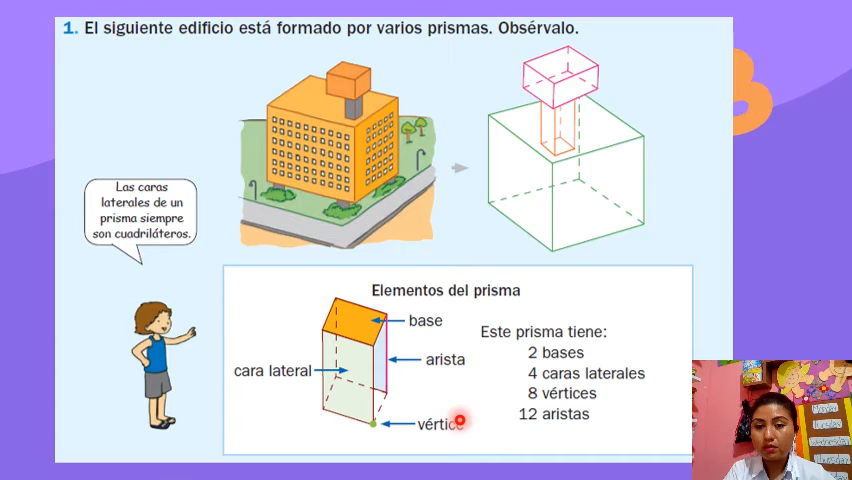 1. El siguiente edificio está formado por varios prismas. Obsérvalo.
Las caras
laterales de un
prisma siempre
son cuadriláteros.
Elementos del prisma
base
cara lateral
arista
vértice
Este prisma tiene:
2 bases
4 caras laterales
8 vértices
12 aristas
B